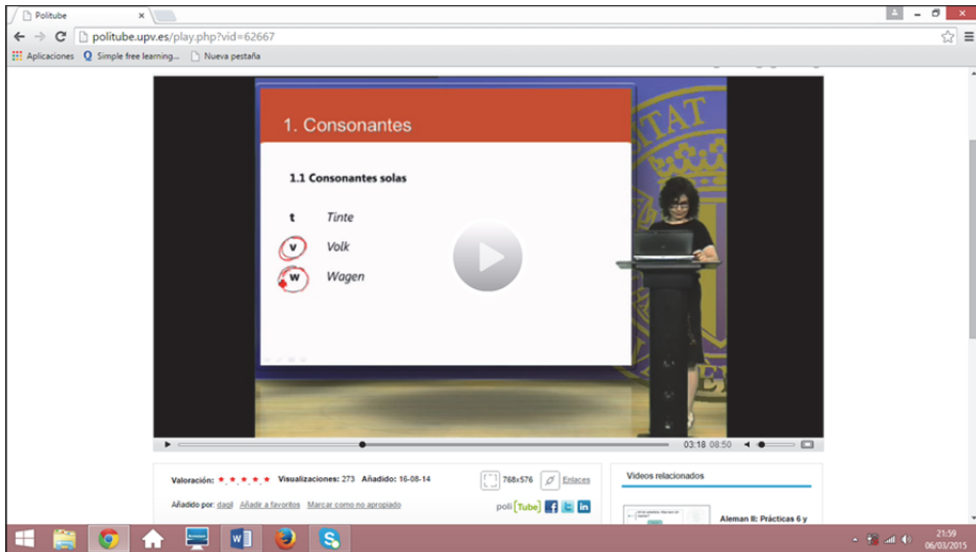 Politube
politube.upv.es/play.php?vid=62667
Aplicaciones Simple free learning... Nueva pestaña
TAT
1. Consonantes
1.1 Consonantes solas
t Tinte
v Volk
w Wagen
03:18 08:50
Valoración: Visualizaciones: 273 Añadido: 16-08-14
768x576 Enlaces
Videos relacionados
Añadido por: dagil Añadir a favoritos Marcar como no apropiado
poli[Tube]
Aleman II: Prácticas 6 y
21:59
06/03/2015